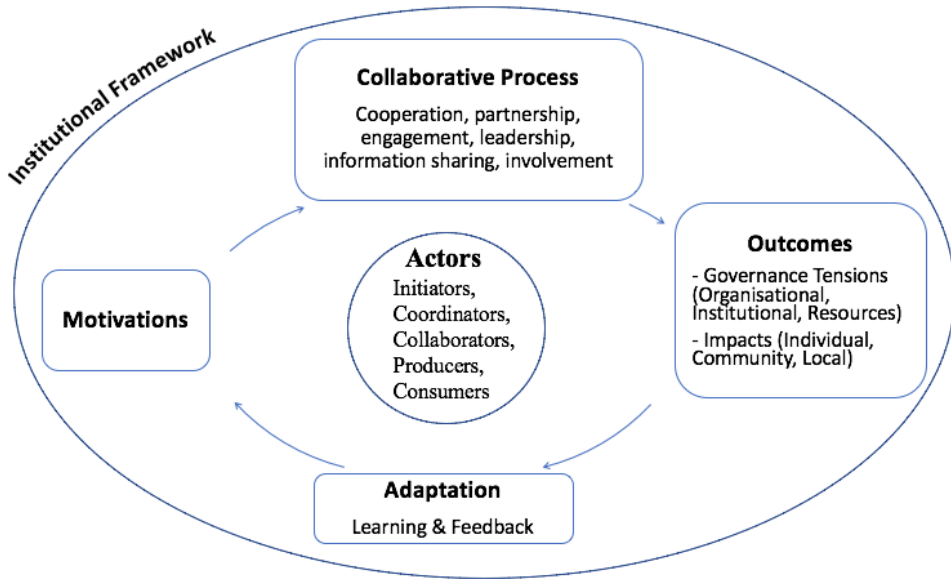 Institutional Framework
Collaborative Process
Cooperation, partnership,
engagement, leadership,
information sharing, involvement
Motivations
Actors
Initiators,
Coordinators,
Collaborators,
Producers,
Consumers
Outcomes
- Governance Tensions
(Organisational,
Institutional, Resources)
- Impacts (Individual,
Community, Local)
Adaptation
Learning & Feedback